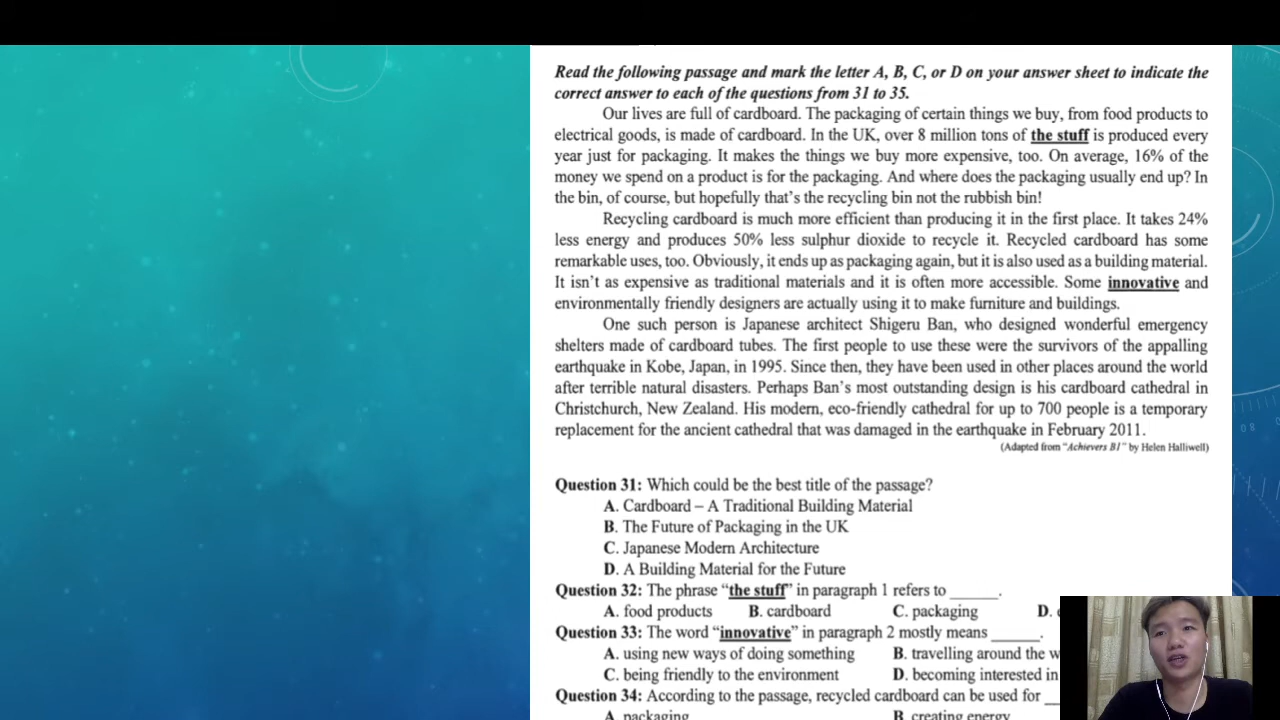 Read the following passage and mark the letter A, B, C, or D on your answer sheet to indicate the
correct answer to each of the questions from 31 to 35.
Our lives are full of cardboard. The packaging of certain things we buy, from food products to
electrical goods, is made of cardboard. In the UK, over 8 million tons of the stuff is produced every
year just for packaging. It makes the things we buy more expensive, too. On average, 16% of the
money we spend on a product is for the packaging. And where does the packaging usually end up? In
the bin, of course, but hopefully that's the recycling bin not the rubbish bin!
Recycling cardboard is much more efficient than producing it in the first place. It takes 24%
less energy and produces 50% less sulphur dioxide to recycle it. Recycled cardboard has some
remarkable uses, too. Obviously, it ends up as packaging again, but it is also used as a building material.
It isn't as expensive as traditional materials and it is often more accessible. Some innovative and
environmentally friendly designers are actually using it to make furniture and buildings.
One such person is Japanese architect Shigeru Ban, who designed wonderful emergency
shelters made of cardboard tubes. The first people to use these were the survivors of the appalling
earthquake in Kobe, Japan, in 1995. Since then, they have been used in other places around the world
after terrible natural disasters. Perhaps Ban's most outstanding design is his cardboard cathedral in
Christchurch, New Zealand. His modern, eco-friendly cathedral for up to 700 people is a temporary
replacement for the ancient cathedral that was damaged in the earthquake in February 2011.
(Adapted from "Achievers B1" by Helen Halliwell)
Question 31: Which could be the best title of the passage?
A. Cardboard – A Traditional Building Material
B. The Future of Packaging in the UK
C. Japanese Modern Architecture
D. A Building Material for the Future
Question 32: The phrase "the stuff" in paragraph 1 refers to ______.
A. food products B. cardboard C. packaging D.
Question 33: The word "innovative" in paragraph 2 mostly means ______.
A. using new ways of doing something B. travelling around the
C. being friendly to the environment D. becoming interested in
Question 34: According to the passage, recycled cardboard can be used for __
A. packaging B. creating energy